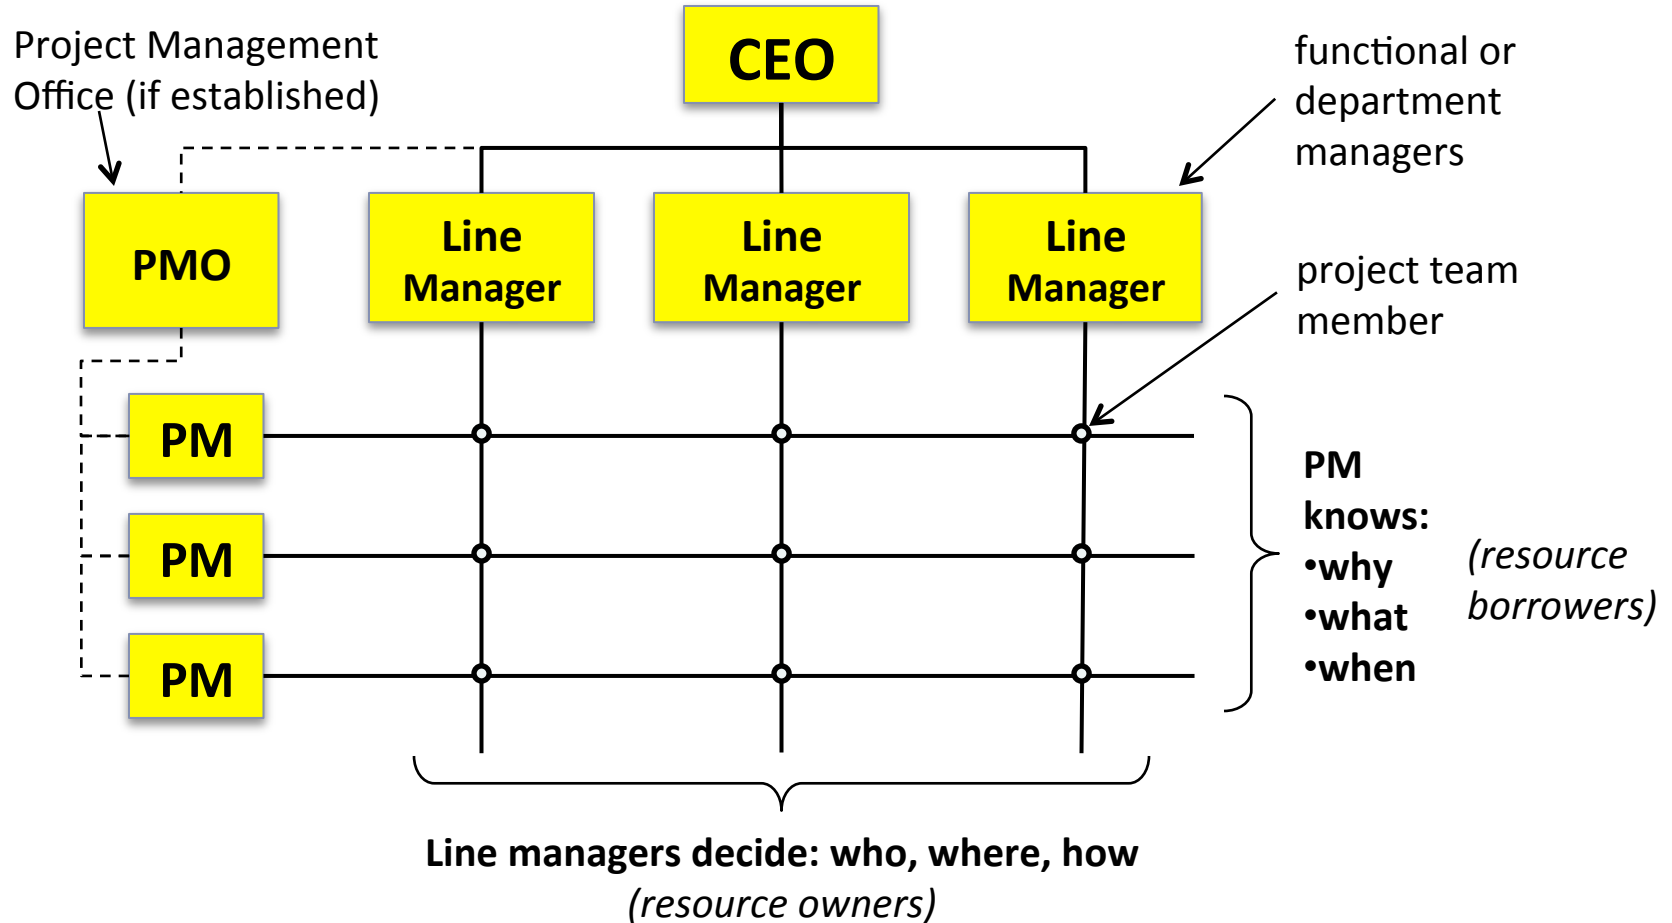 Project Management
Office (if established)
CEO
functional or
department
managers
PMO
Line
Manager
Line
Manager
Line
Manager
project team
member
PM
PM
PM
PM
knows:
•why
•what
•when
(resource
borrowers)
Line managers decide: who, where, how
(resource owners)